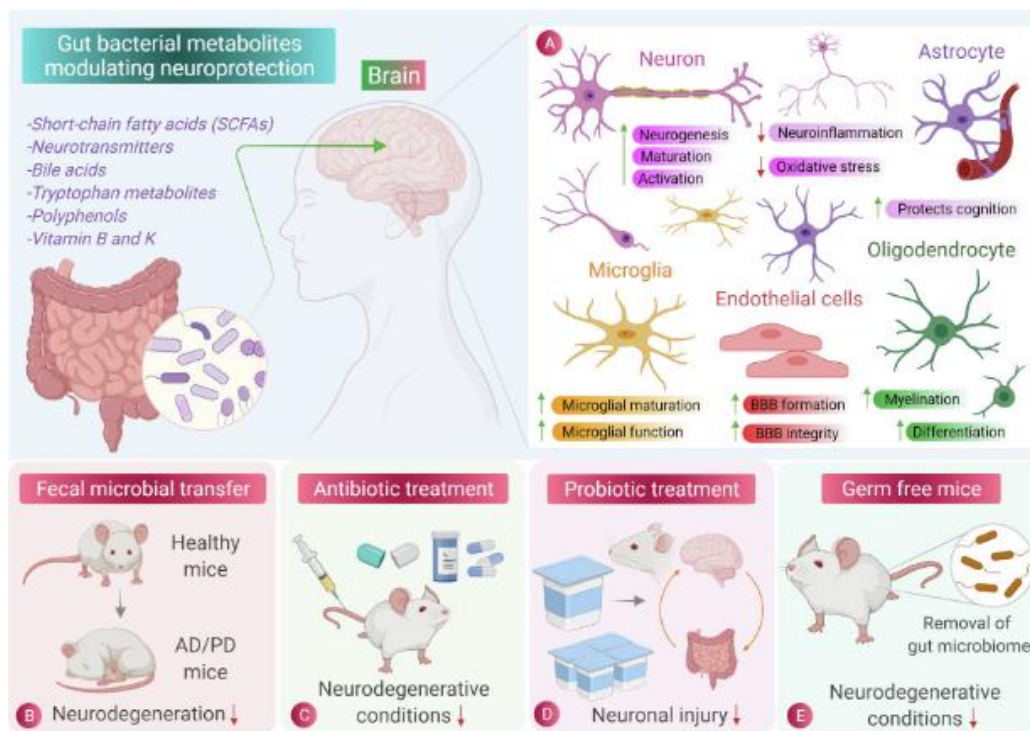 Gut bacterial metabolites
modulating neuroprotection
Brain
-Short-chain fatty acids (SCFAs)
-Neurotransmitters
-Bile acids
-Tryptophan metabolites
-Polyphenols
-Vitamin B and K
A
Neuron
Astrocyte
Neurogenesis
Maturation
Activation
Neuroinflammation
Oxidative stress
Protects cognition
Microglia
Endothelial cells
Oligodendrocyte
Microglial maturation
Microglial function
BBB formation
BBB integrity
Myelination
Differentiation
Fecal microbial transfer
Healthy
mice
AD/PD
mice
B
Neurodegeneration
Antibiotic treatment
C
Neurodegenerative
conditions
Probiotic treatment
D
Neuronal injury
Germ free mice
Removal of
gut microbiome
E
Neurodegenerative
conditions